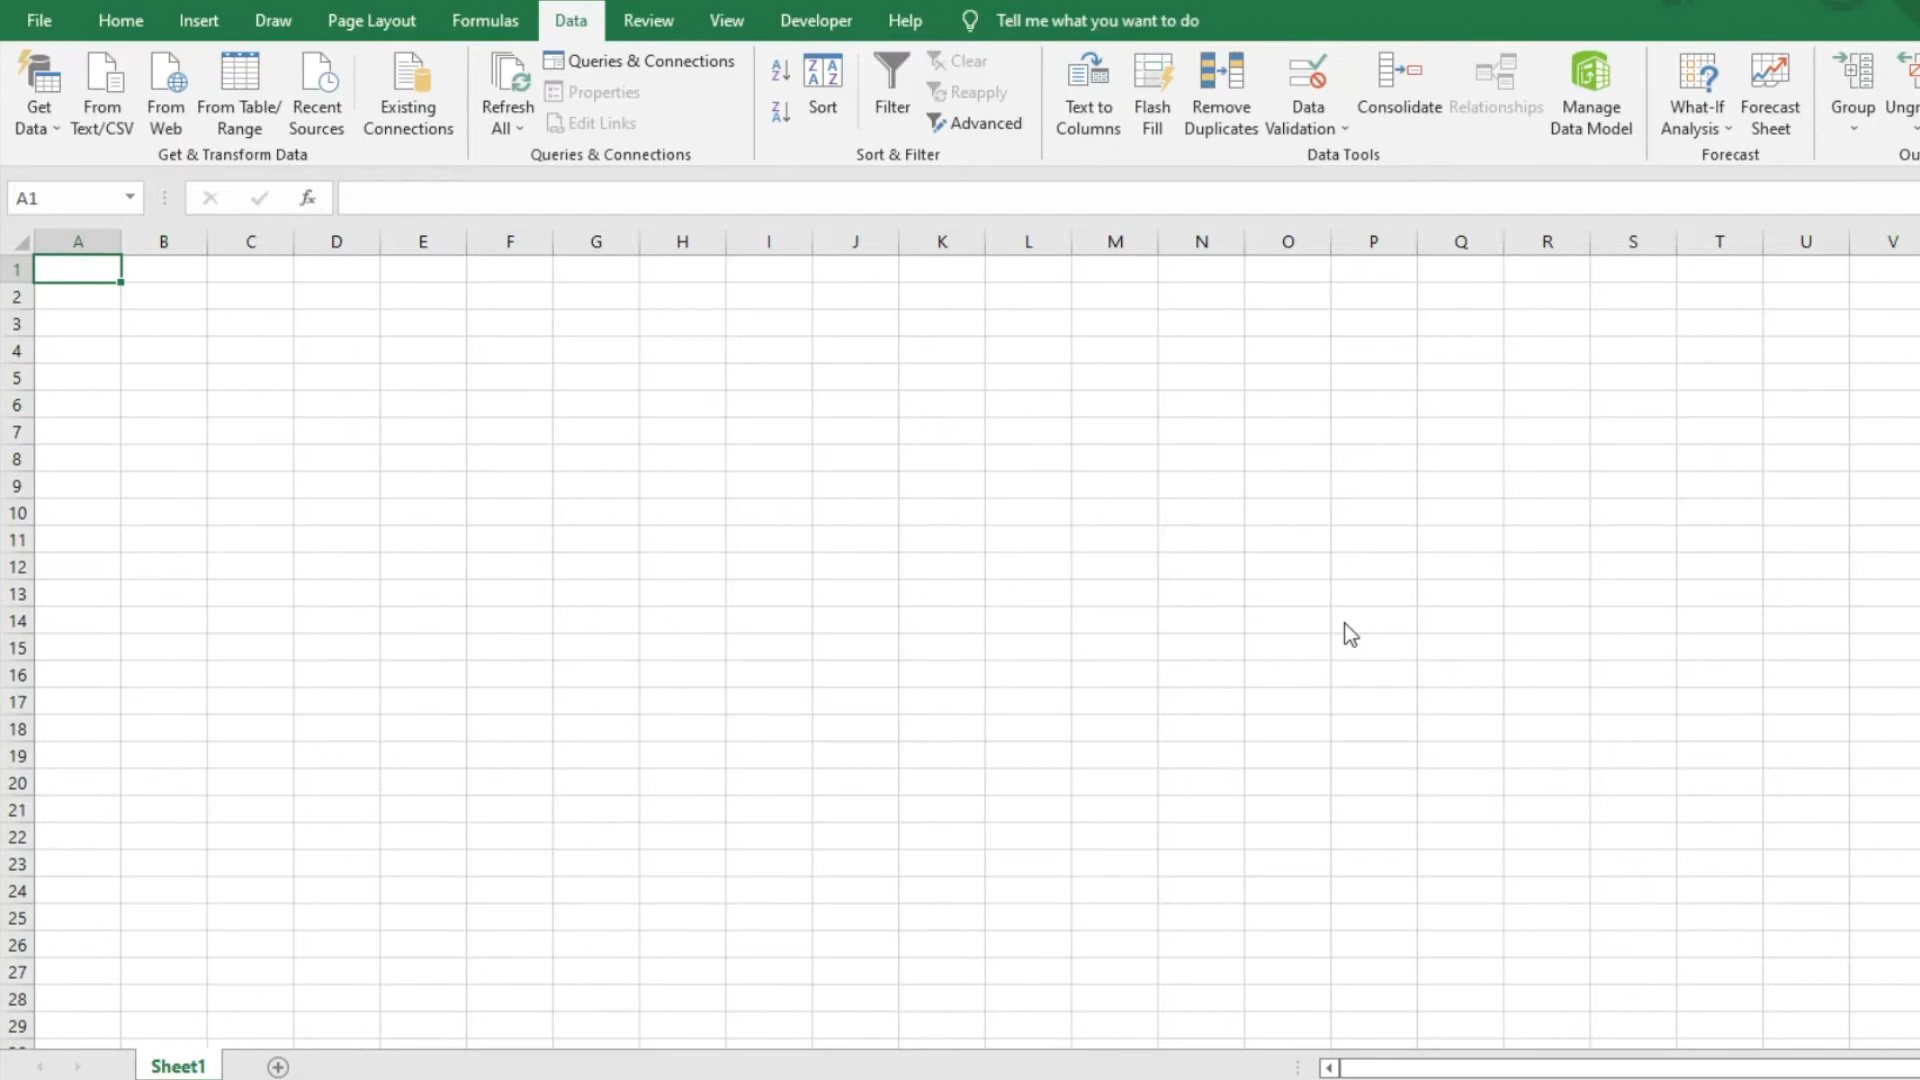 File Home Insert Draw Page Layout Formulas Data Review View Developer Help Tell me what you want to do
Get Data
From Text/CSV
From Web
From Table/ Range
Recent Sources
Existing Connections
Get & Transform Data
Refresh All
Queries & Connections
Properties
Edit Links
Queries & Connections
Sort
Filter
Clear
Reapply
Advanced
Sort & Filter
Text to Columns
Flash Fill
Remove Duplicates
Data Validation
Consolidate
Relationships
Manage Data Model
Data Tools
What-If Analysis
Forecast Sheet
Forecast
Group
Ungr
Ou
A1
fx
A B C D E F G H I J K L M N O P Q R S T U V
1
2
3
4
5
6
7
8
9
10
11
12
13
14
15
16
17
18
19
20
21
22
23
24
25
26
27
28
29
Sheet1